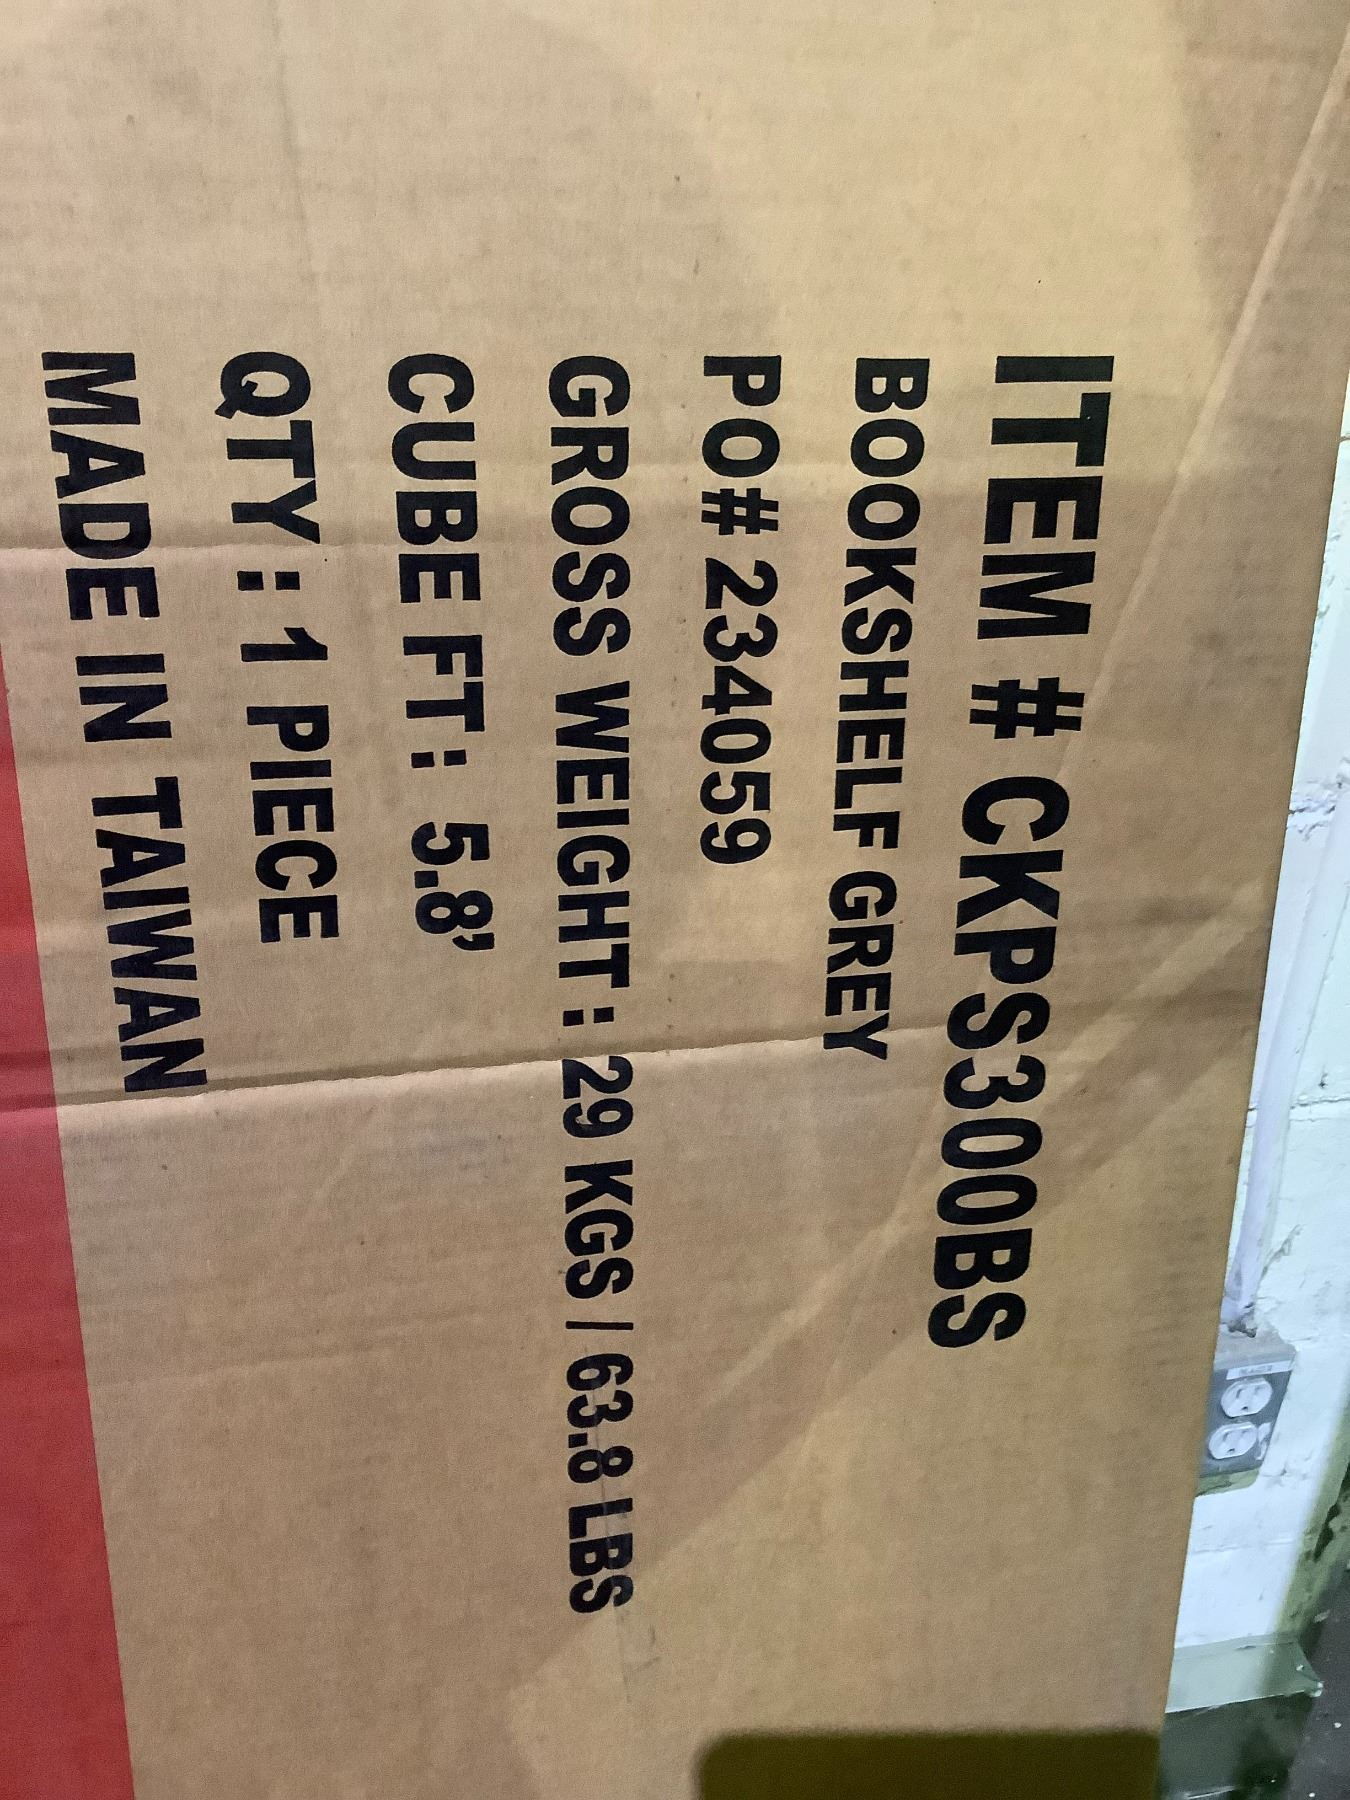 ITEM # CKPS300BS
BOOKSHELF GREY
PO# 234059
GROSS WEIGHT: 29 KGS / 63.8 LBS
CUBE FT: 5.8'
QTY: 1 PIECE
MADE IN TAIWAN